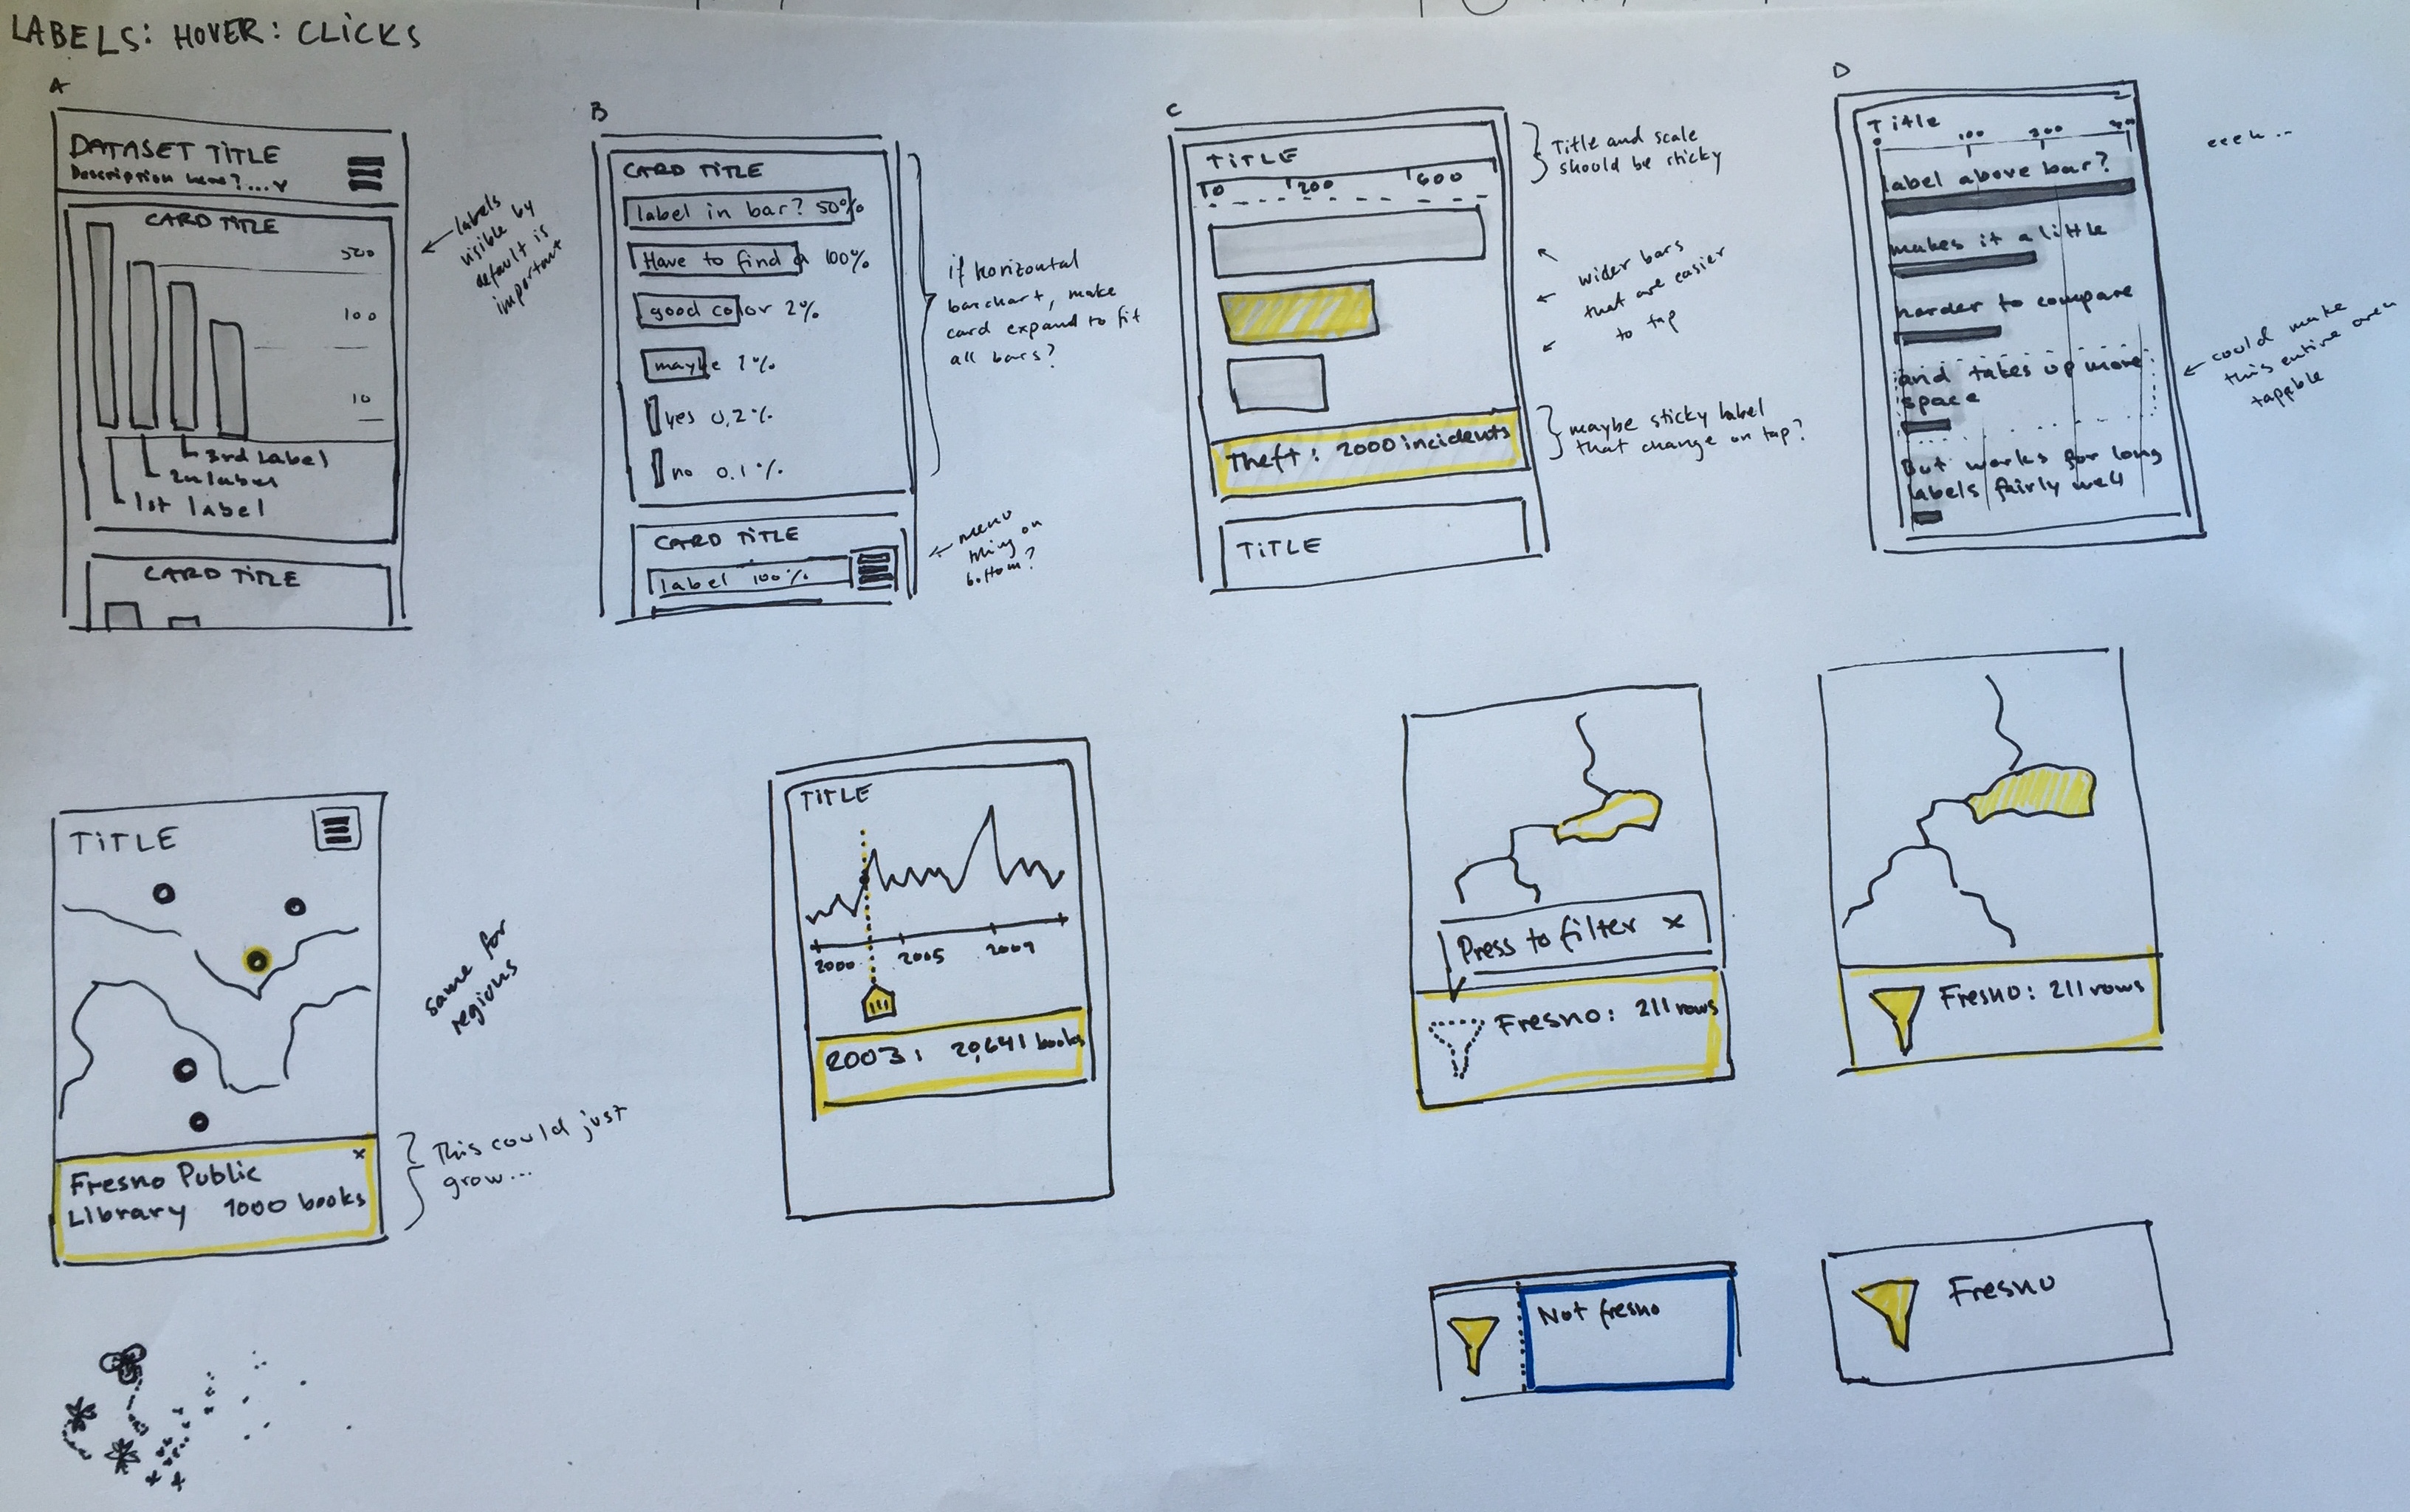 LABELS: HOVER: CLICKS
A
DATASET TITLE
Description here?...
CARD TITLE
500
100
10
3rd label
2n label
1st label
CARD TITLE
labels
visible by
default is
important
B
CARD TITLE
label in bar? 50%
Have to find a 100%
good color 2%
maybe 1%
yes 0,2%
no 0.1%
CARD TITLE
label 100%
if horizontal
barchart, make
card expand to fit
all bars?
menu
thing on
bottom?
C
TITLE
0 200 600
Theft: 2000 incidents
TITLE
Title and scale
should be sticky
wider bars
that are easier
to tap
maybe sticky label
that change on tap?
D
Title
0 100 200
label above bar?
makes it a little
harder to compare
and takes up more
space
But works for long
labels fairly well
eeeh..
could make
this entire area
tappable
TITLE
Fresno Public x
Library 1000 books
same for
regions
This could just
grow...
TITLE
2000 2005 2009
2003: 20,641 books
Press to filter x
Fresno: 211 rows
Fresno: 211 rows
Not fresno
Fresno